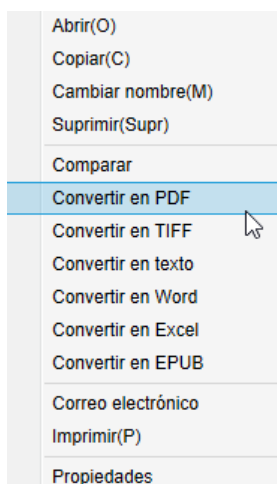 Abrir(O)
Copiar(C)
Cambiar nombre(M)
Suprimir(Supr)
Comparar
Convertir en PDF
Convertir en TIFF
Convertir en texto
Convertir en Word
Convertir en Excel
Convertir en EPUB
Correo electrónico
Imprimir(P)
Propiedades